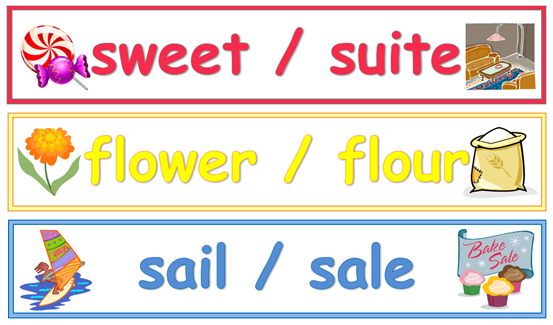 sweet / suite
flower / flour
sail / sale
Bake
Sale